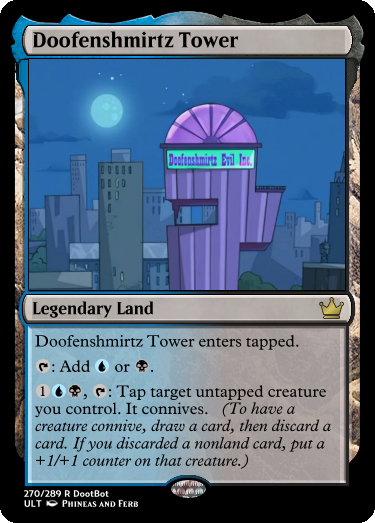 Doofenshmirtz Tower
Doofenshmirtz Evil Inc.
Legendary Land
Doofenshmirtz Tower enters tapped.
: Add or .
1 , : Tap target untapped creature
you control. It connives. (To have a
creature connive, draw a card, then discard a
card. If you discarded a nonland card, put a
+1/+1 counter on that creature.)
270/289 R DootBot
ULT Phineas and Ferb